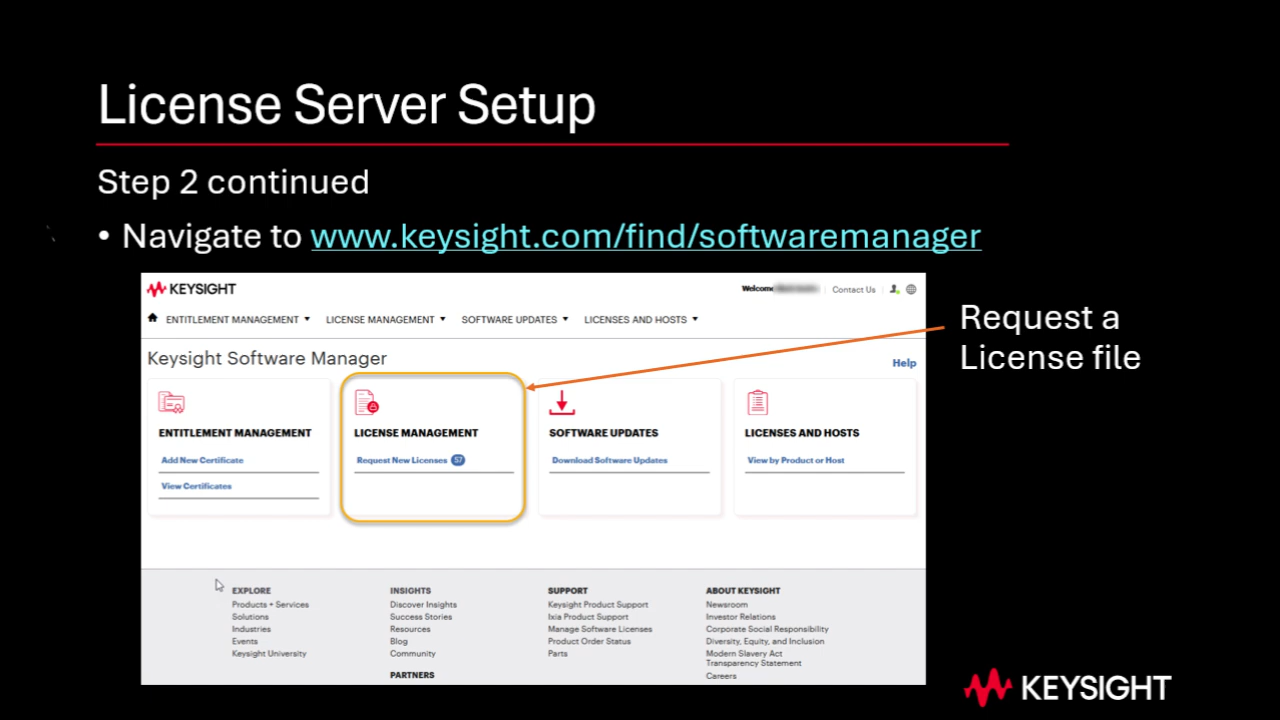 License Server Setup
Step 2 continued
• Navigate to www.keysight.com/find/softwaremanager
KEYSIGHT
Welcome
Contact Us
ENTITLEMENT MANAGEMENT
LICENSE MANAGEMENT
SOFTWARE UPDATES
LICENSES AND HOSTS
Keysight Software Manager
Help
ENTITLEMENT MANAGEMENT
Add New Certificate
View Certificates
LICENSE MANAGEMENT
Request New Licenses 57
SOFTWARE UPDATES
Download Software Updates
LICENSES AND HOSTS
View by Product or Host
Request a
License file
EXPLORE
Products + Services
Solutions
Industries
Events
Keysight University
INSIGHTS
Discover Insights
Success Stories
Resources
Blog
Community
PARTNERS
SUPPORT
Keysight Product Support
Ixia Product Support
Manage Software Licenses
Product Order Status
Parts
ABOUT KEYSIGHT
Newsroom
Investor Relations
Corporate Social Responsibility
Diversity, Equity, and Inclusion
Modern Slavery Act
Transparency Statement
Careers
KEYSIGHT